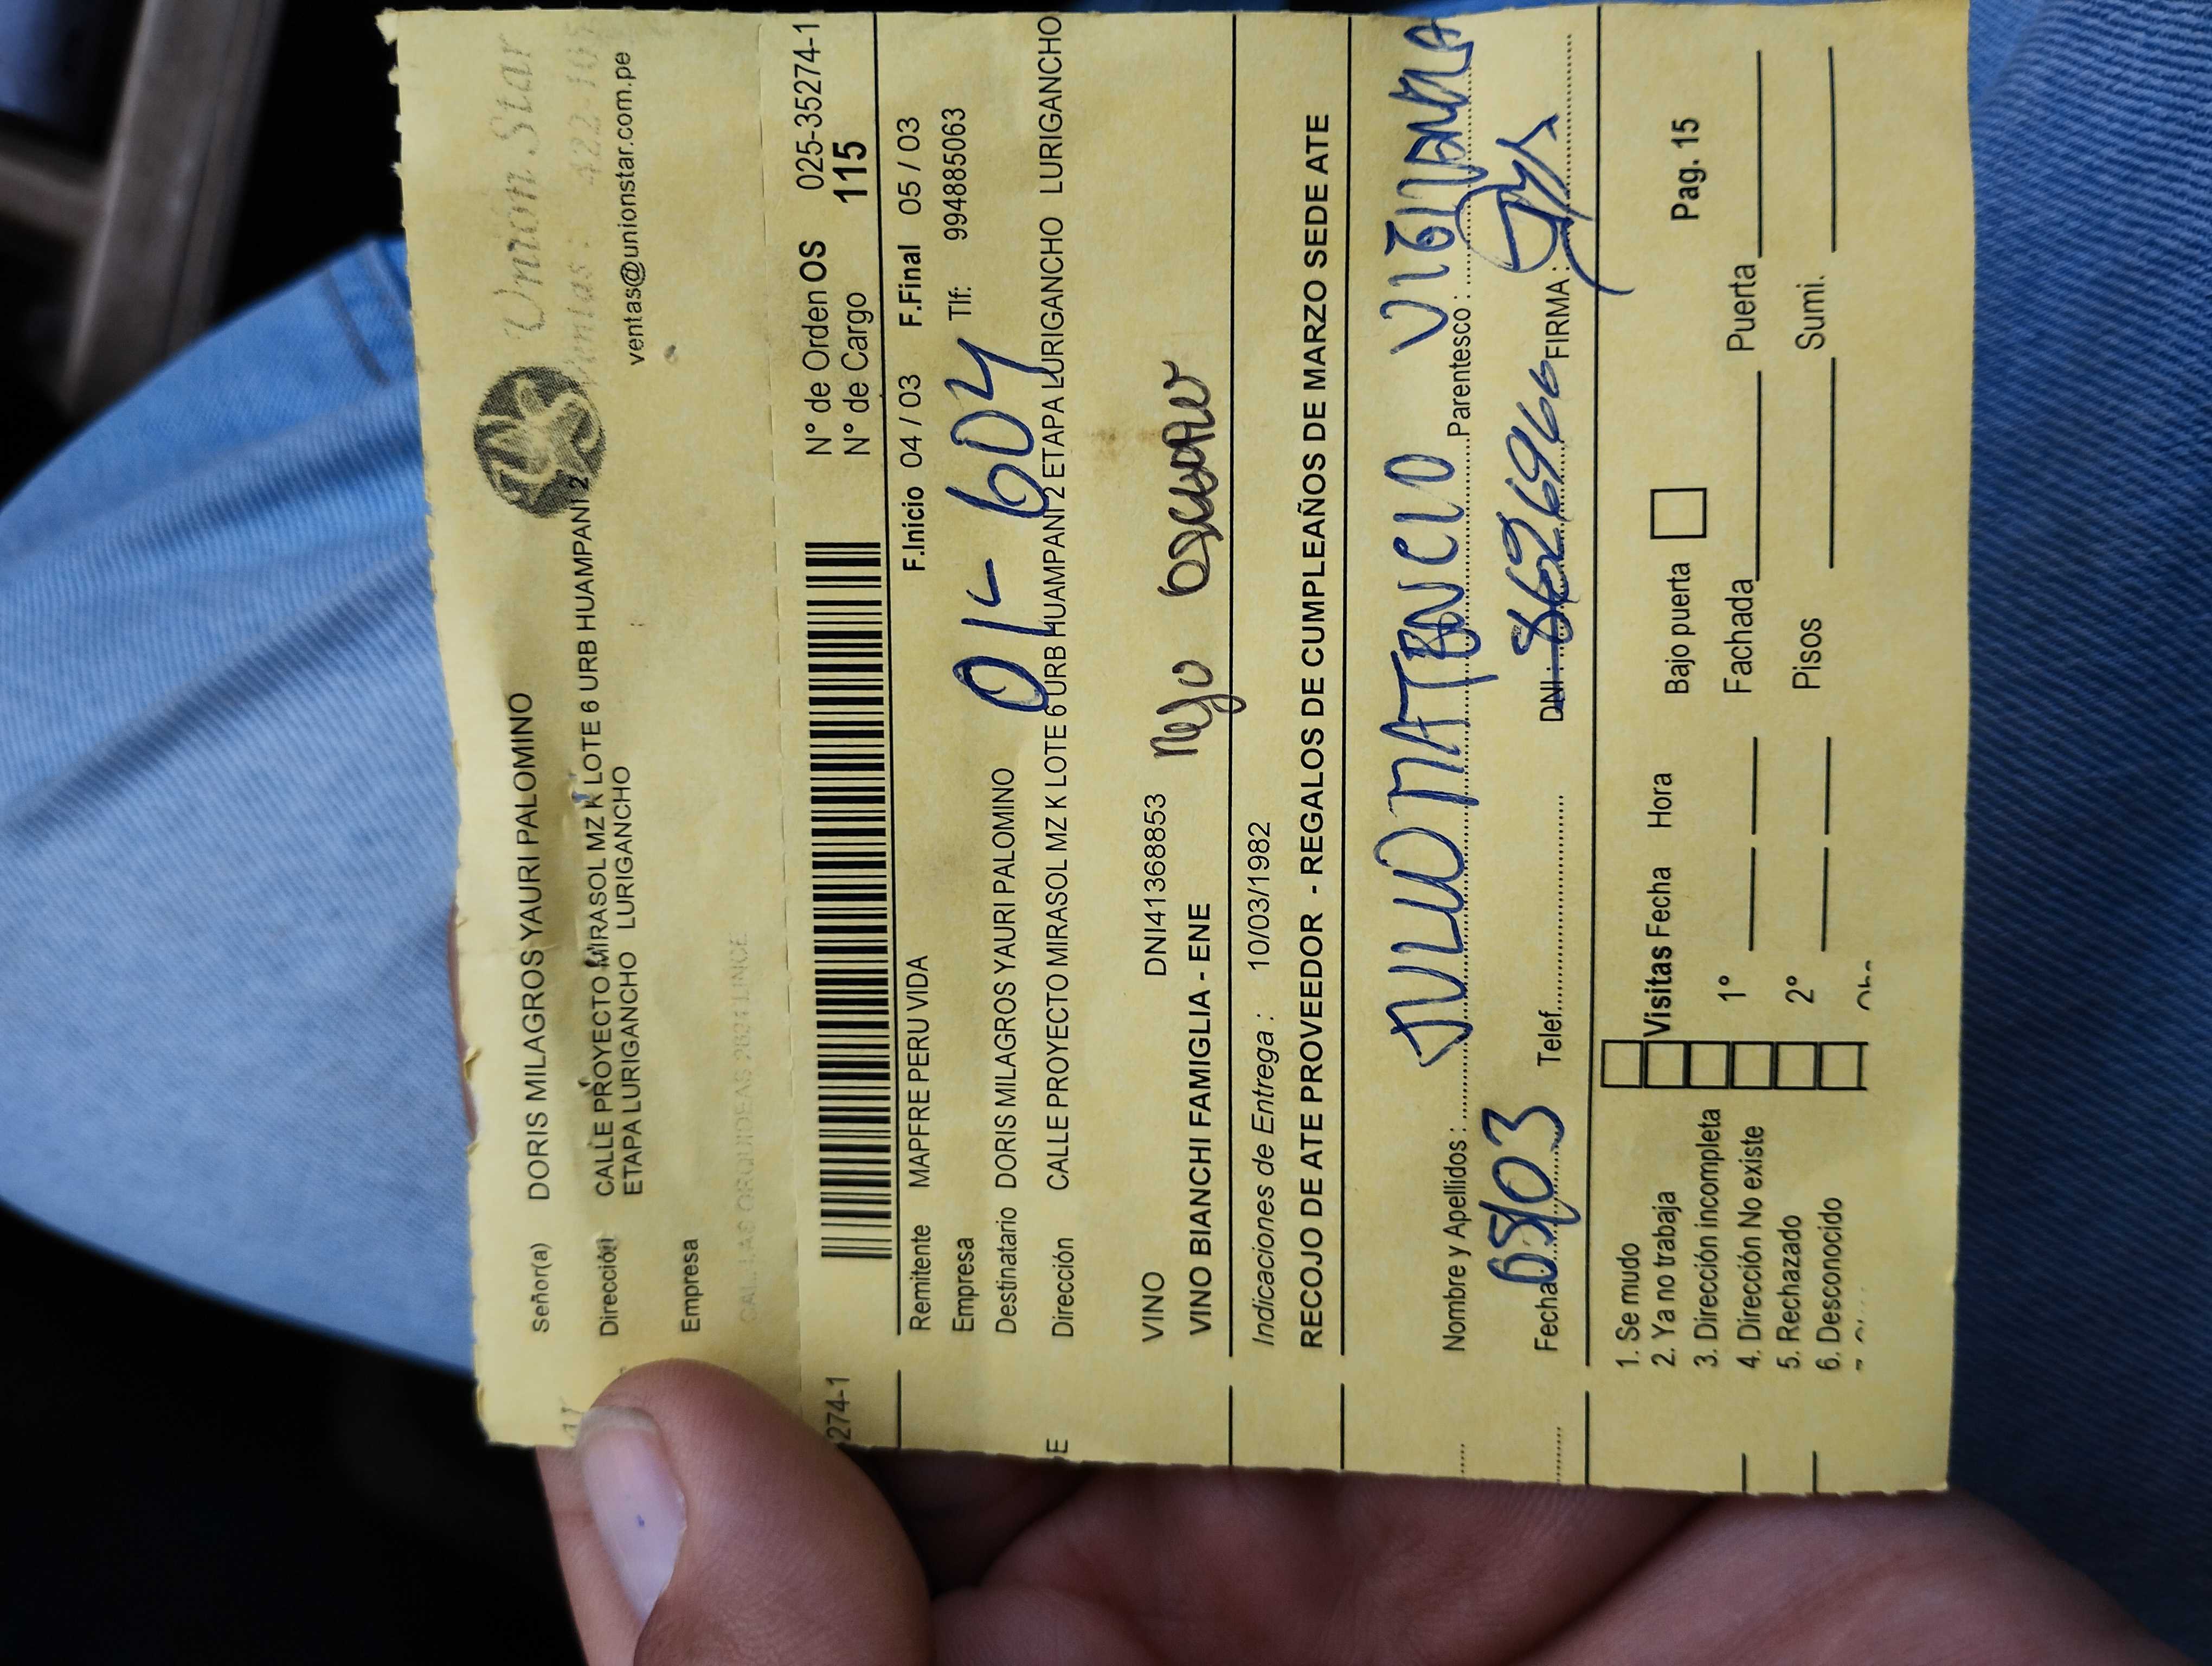 Union Star
ventas@unionstar.com.pe
Señor(a) DORIS MILAGROS YAURI PALOMINO
Dirección CALLE PROYECTO MIRASOL MZ K LOTE 6 URB HUAMPANI 2
ETAPA LURIGANCHO LURIGANCHO
Empresa
N° de Orden OS 025-35274-1
N° de Cargo 115
274-1
F.Inicio 04 / 03 F.Final 05 / 03
Remitente MAPFRE PERU VIDA
Empresa
01- 604
Tlf: 994885063
Destinatario DORIS MILAGROS YAURI PALOMINO
Dirección CALLE PROYECTO MIRASOL MZ K LOTE 6 URB HUAMPANI 2 ETAPA LURIGANCHO LURIGANCHO LURIGANCHO
E
VINO DNI41368853
VINO BIANCHI FAMIGLIA - ENE
Indicaciones de Entrega : 10/03/1982
RECOJO DE ATE PROVEEDOR - REGALOS DE CUMPLEAÑOS DE MARZO SEDE ATE
Nombre y Apellidos : Parentesco :
Fecha 05/03 Telef. DNI : FIRMA :
1. Se mudo
2. Ya no trabaja
3. Dirección incompleta
4. Dirección No existe
5. Rechazado
6. Desconocido
Visitas Fecha Hora
1°
2°
Bajo puerta
Pag. 15
Fachada Puerta
Pisos Sumi.